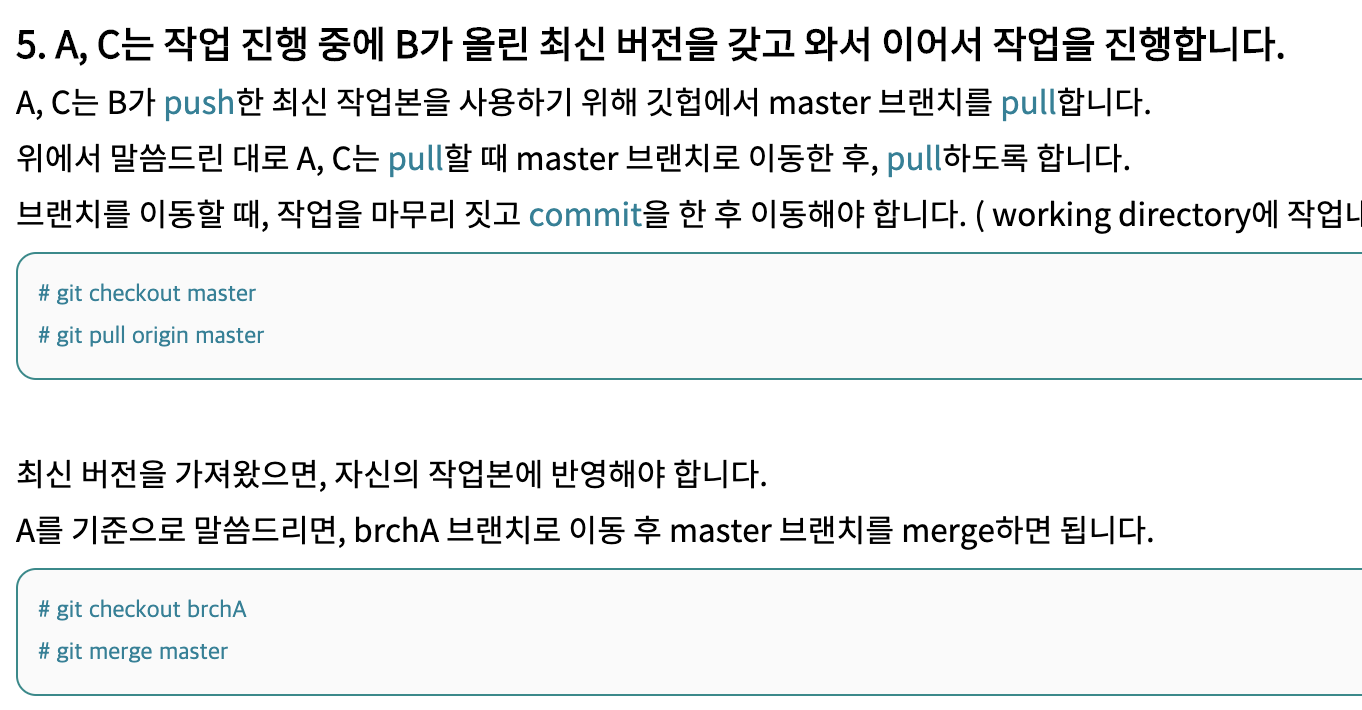 5. A, C는 작업 진행 중에 B가 올린 최신 버전을 갖고 와서 이어서 작업을 진행합니다.
A, C는 B가 push한 최신 작업본을 사용하기 위해 깃헙에서 master 브랜치를 pull합니다.
위에서 말씀드린 대로 A, C는 pull할 때 master 브랜치로 이동한 후, pull하도록 합니다.
브랜치를 이동할 때, 작업을 마무리 짓고 commit을 한 후 이동해야 합니다. ( working directory에
# git checkout master
# git pull origin master
최신 버전을 가져왔으면, 자신의 작업본에 반영해야 합니다.
A를 기준으로 말씀드리면, brchA 브랜치로 이동 후 master 브랜치를 merge하면 됩니다.
# git checkout brchA
# git merge master